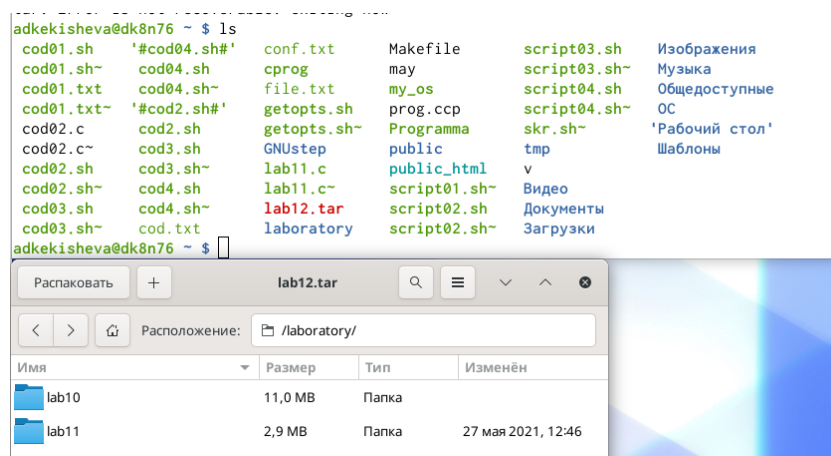 adkekisheva@dk8n76 ~ $ ls
cod01.sh '#cod04.sh#' conf.txt Makefile script03.sh Изображения
cod01.sh~ cod04.sh cprog may script03.sh~ Музыка
cod01.txt cod04.sh~ file.txt my_os script04.sh Общедоступные
cod01.txt~ '#cod2.sh#' getopts.sh prog.ccp script04.sh~ ОС
cod02.c cod2.sh getopts.sh~ Programma skr.sh~ 'Рабочий стол'
cod02.c~ cod3.sh GNUstep public tmp Шаблоны
cod02.sh cod3.sh~ lab11.c public_html v
cod02.sh~ cod4.sh lab11.c~ script01.sh~ Видео
cod03.sh cod4.sh~ lab12.tar script02.sh Документы
cod03.sh~ cod.txt laboratory script02.sh~ Загрузки
adkekisheva@dk8n76 ~ $
Распаковать + lab12.tar
Расположение: /laboratory/
Имя Размер Тип Изменён
lab10 11,0 MB Папка
lab11 2,9 MB Папка 27 мая 2021, 12:46